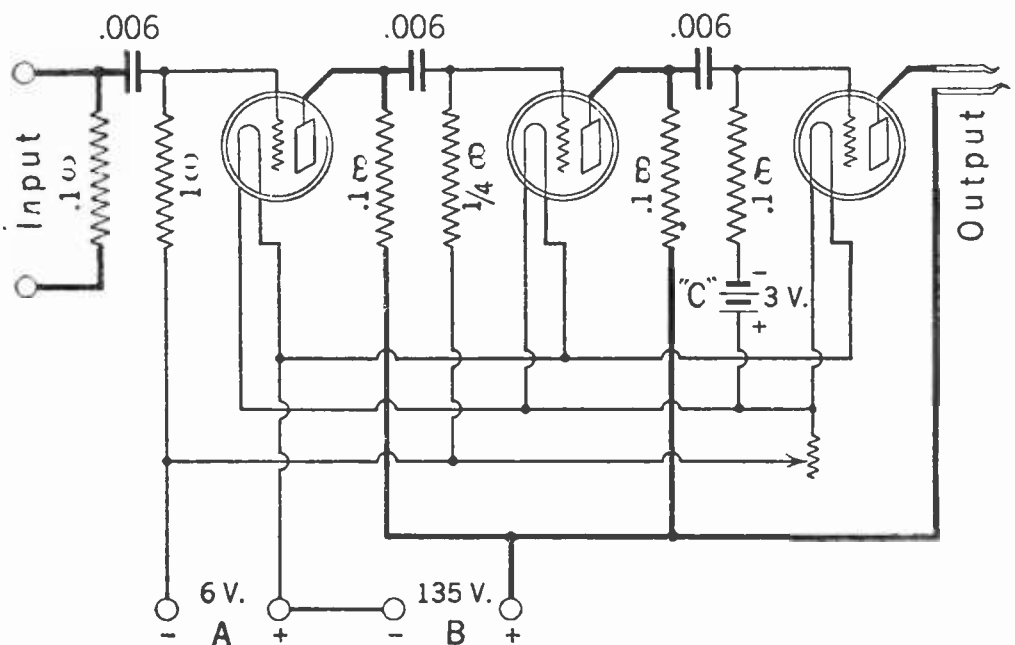 .006
.006
.006
Input
.1
1
.1
1/4
.1
.1
Output
"C"
-
3 V.
+
6 V.
135 V.
- A +
- B +